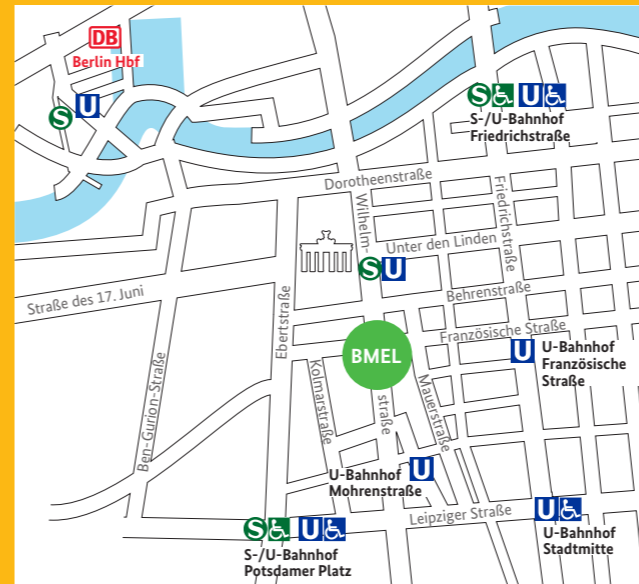 DB
Berlin Hbf
S U
S U
S-/U-Bahnhof
Friedrichstraße
Dorotheenstraße
Wilhelm-
Friedrichstraße
Unter den Linden
S U
Straße des 17. Juni
Behrenstraße
Ebertstraße
Französische Straße
BMEL
U
U-Bahnhof
Französische
Straße
Kolmarstraße
straße
Mauerstraße
Ben-Gurion-Straße
U-Bahnhof
Mohrenstraße
U
Leipziger Straße
U
U-Bahnhof
Stadtmitte
S U
S-/U-Bahnhof
Potsdamer Platz